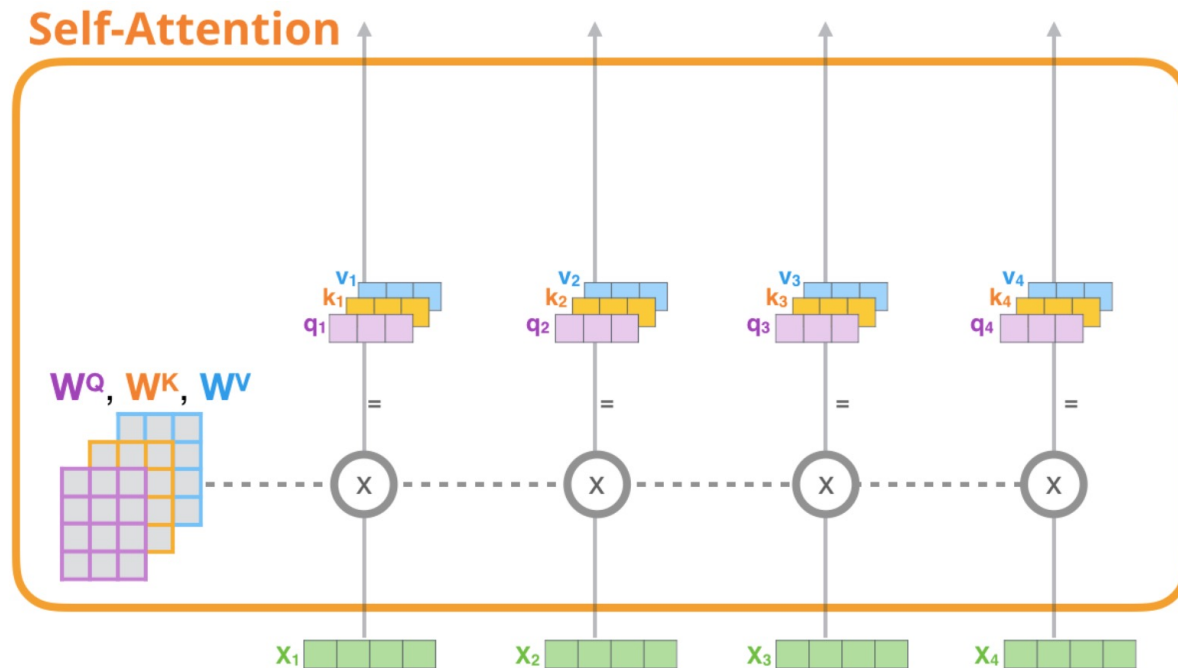 Self-Attention
v₁ v₂ v₃ v₄
k₁ k₂ k₃ k₄
q₁ q₂ q₃ q₄
Wᵠ, Wᴷ, Wⱽ
= = = =
X X X X
X₁ X₂ X₃ X₄